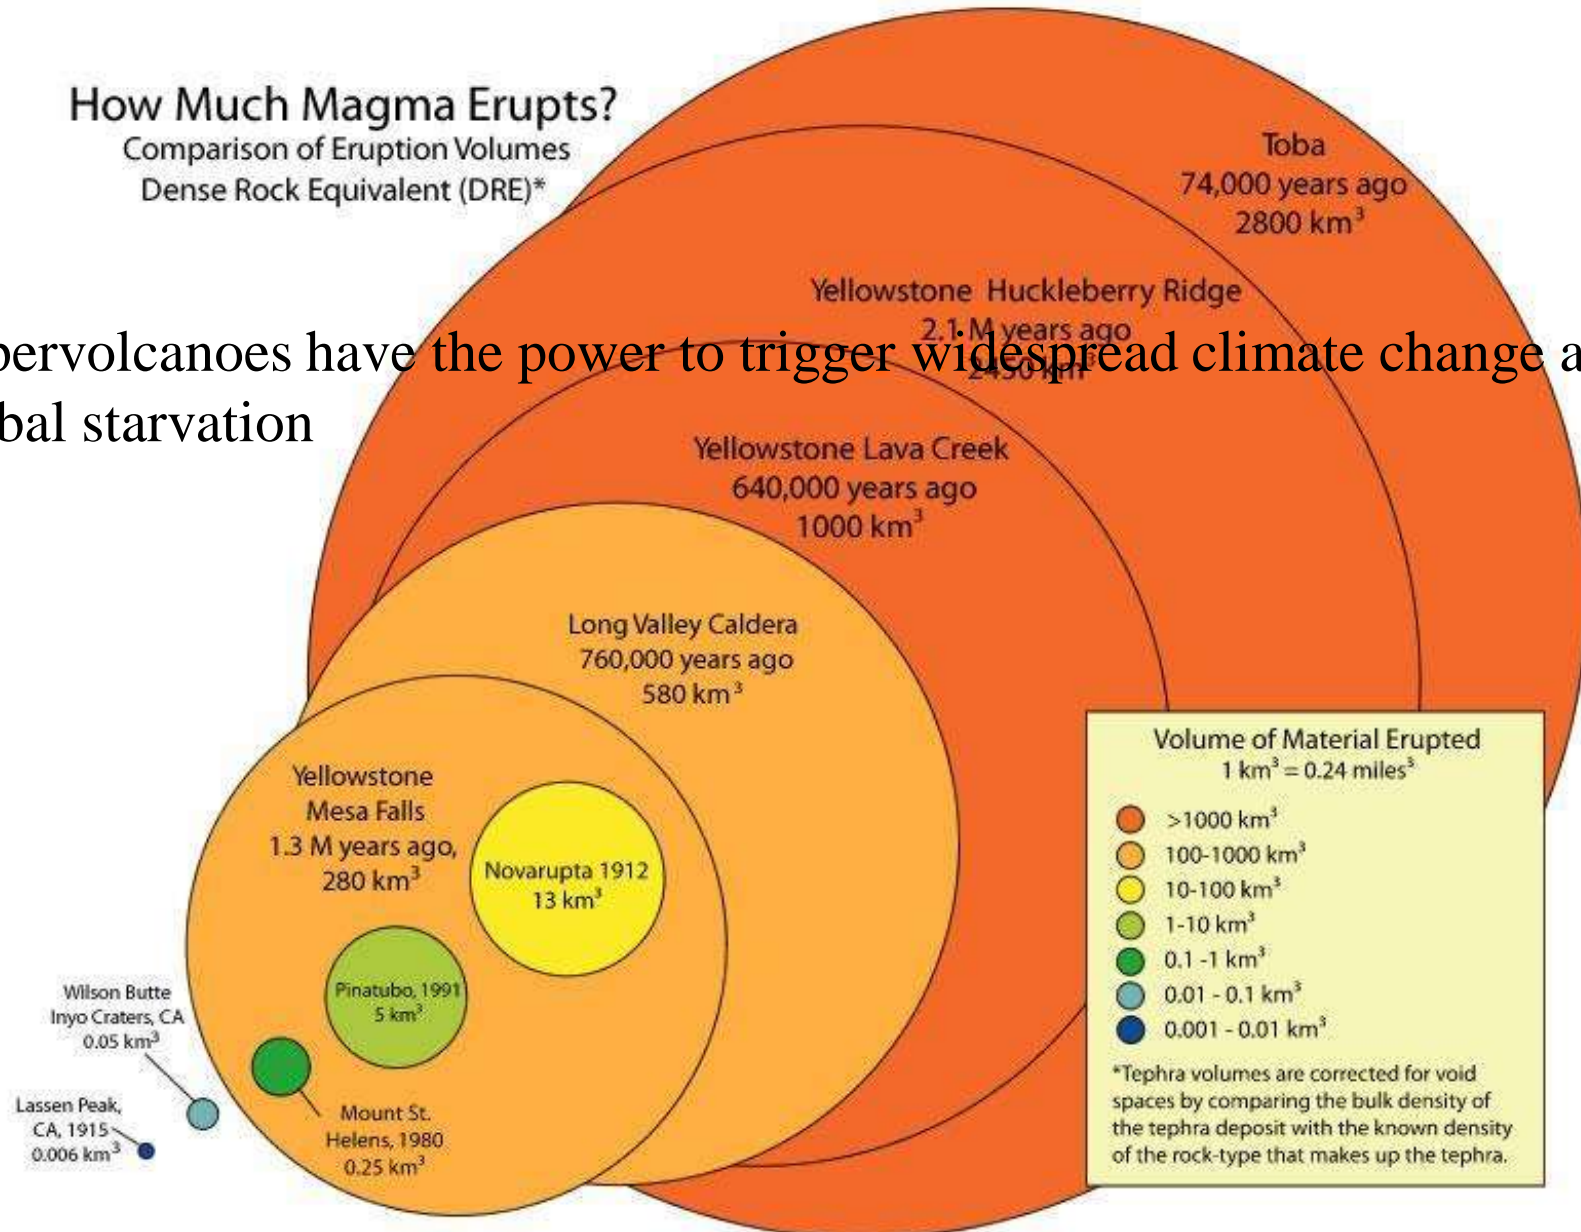 How Much Magma Erupts?
Comparison of Eruption Volumes
Dense Rock Equivalent (DRE)*
Toba
74,000 years ago
2800 km³
Yellowstone Huckleberry Ridge
2.1 M years ago
2450 km³
pervolcanoes have the power to trigger widespread climate change a
bal starvation
Yellowstone Lava Creek
640,000 years ago
1000 km³
Long Valley Caldera
760,000 years ago
580 km³
Yellowstone
Mesa Falls
1.3 M years ago,
280 km³
Novarupta 1912
13 km³
Pinatubo, 1991
5 km³
Wilson Butte
Inyo Craters, CA
0.05 km³
Lassen Peak,
CA, 1915
0.006 km³
Mount St.
Helens, 1980
0.25 km³
Volume of Material Erupted
1 km³ = 0.24 miles³
>1000 km³
100-1000 km³
10-100 km³
1-10 km³
0.1 -1 km³
0.01 - 0.1 km³
0.001 - 0.01 km³
*Tephra volumes are corrected for void
spaces by comparing the bulk density of
the tephra deposit with the known density
of the rock-type that makes up the tephra.